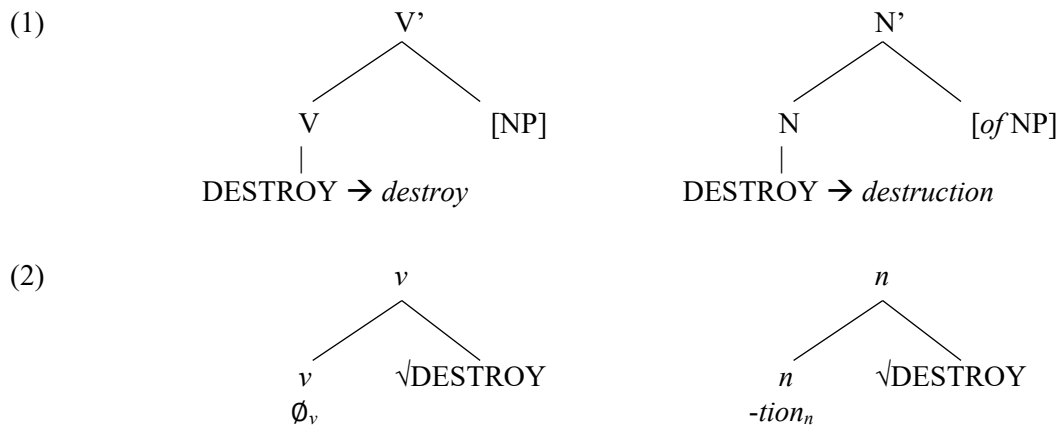 (1) V’ N’
V [NP] N [of NP]
| |
DESTROY → destroy DESTROY → destruction
(2) v n
v √DESTROY n √DESTROY
∅v -tionn